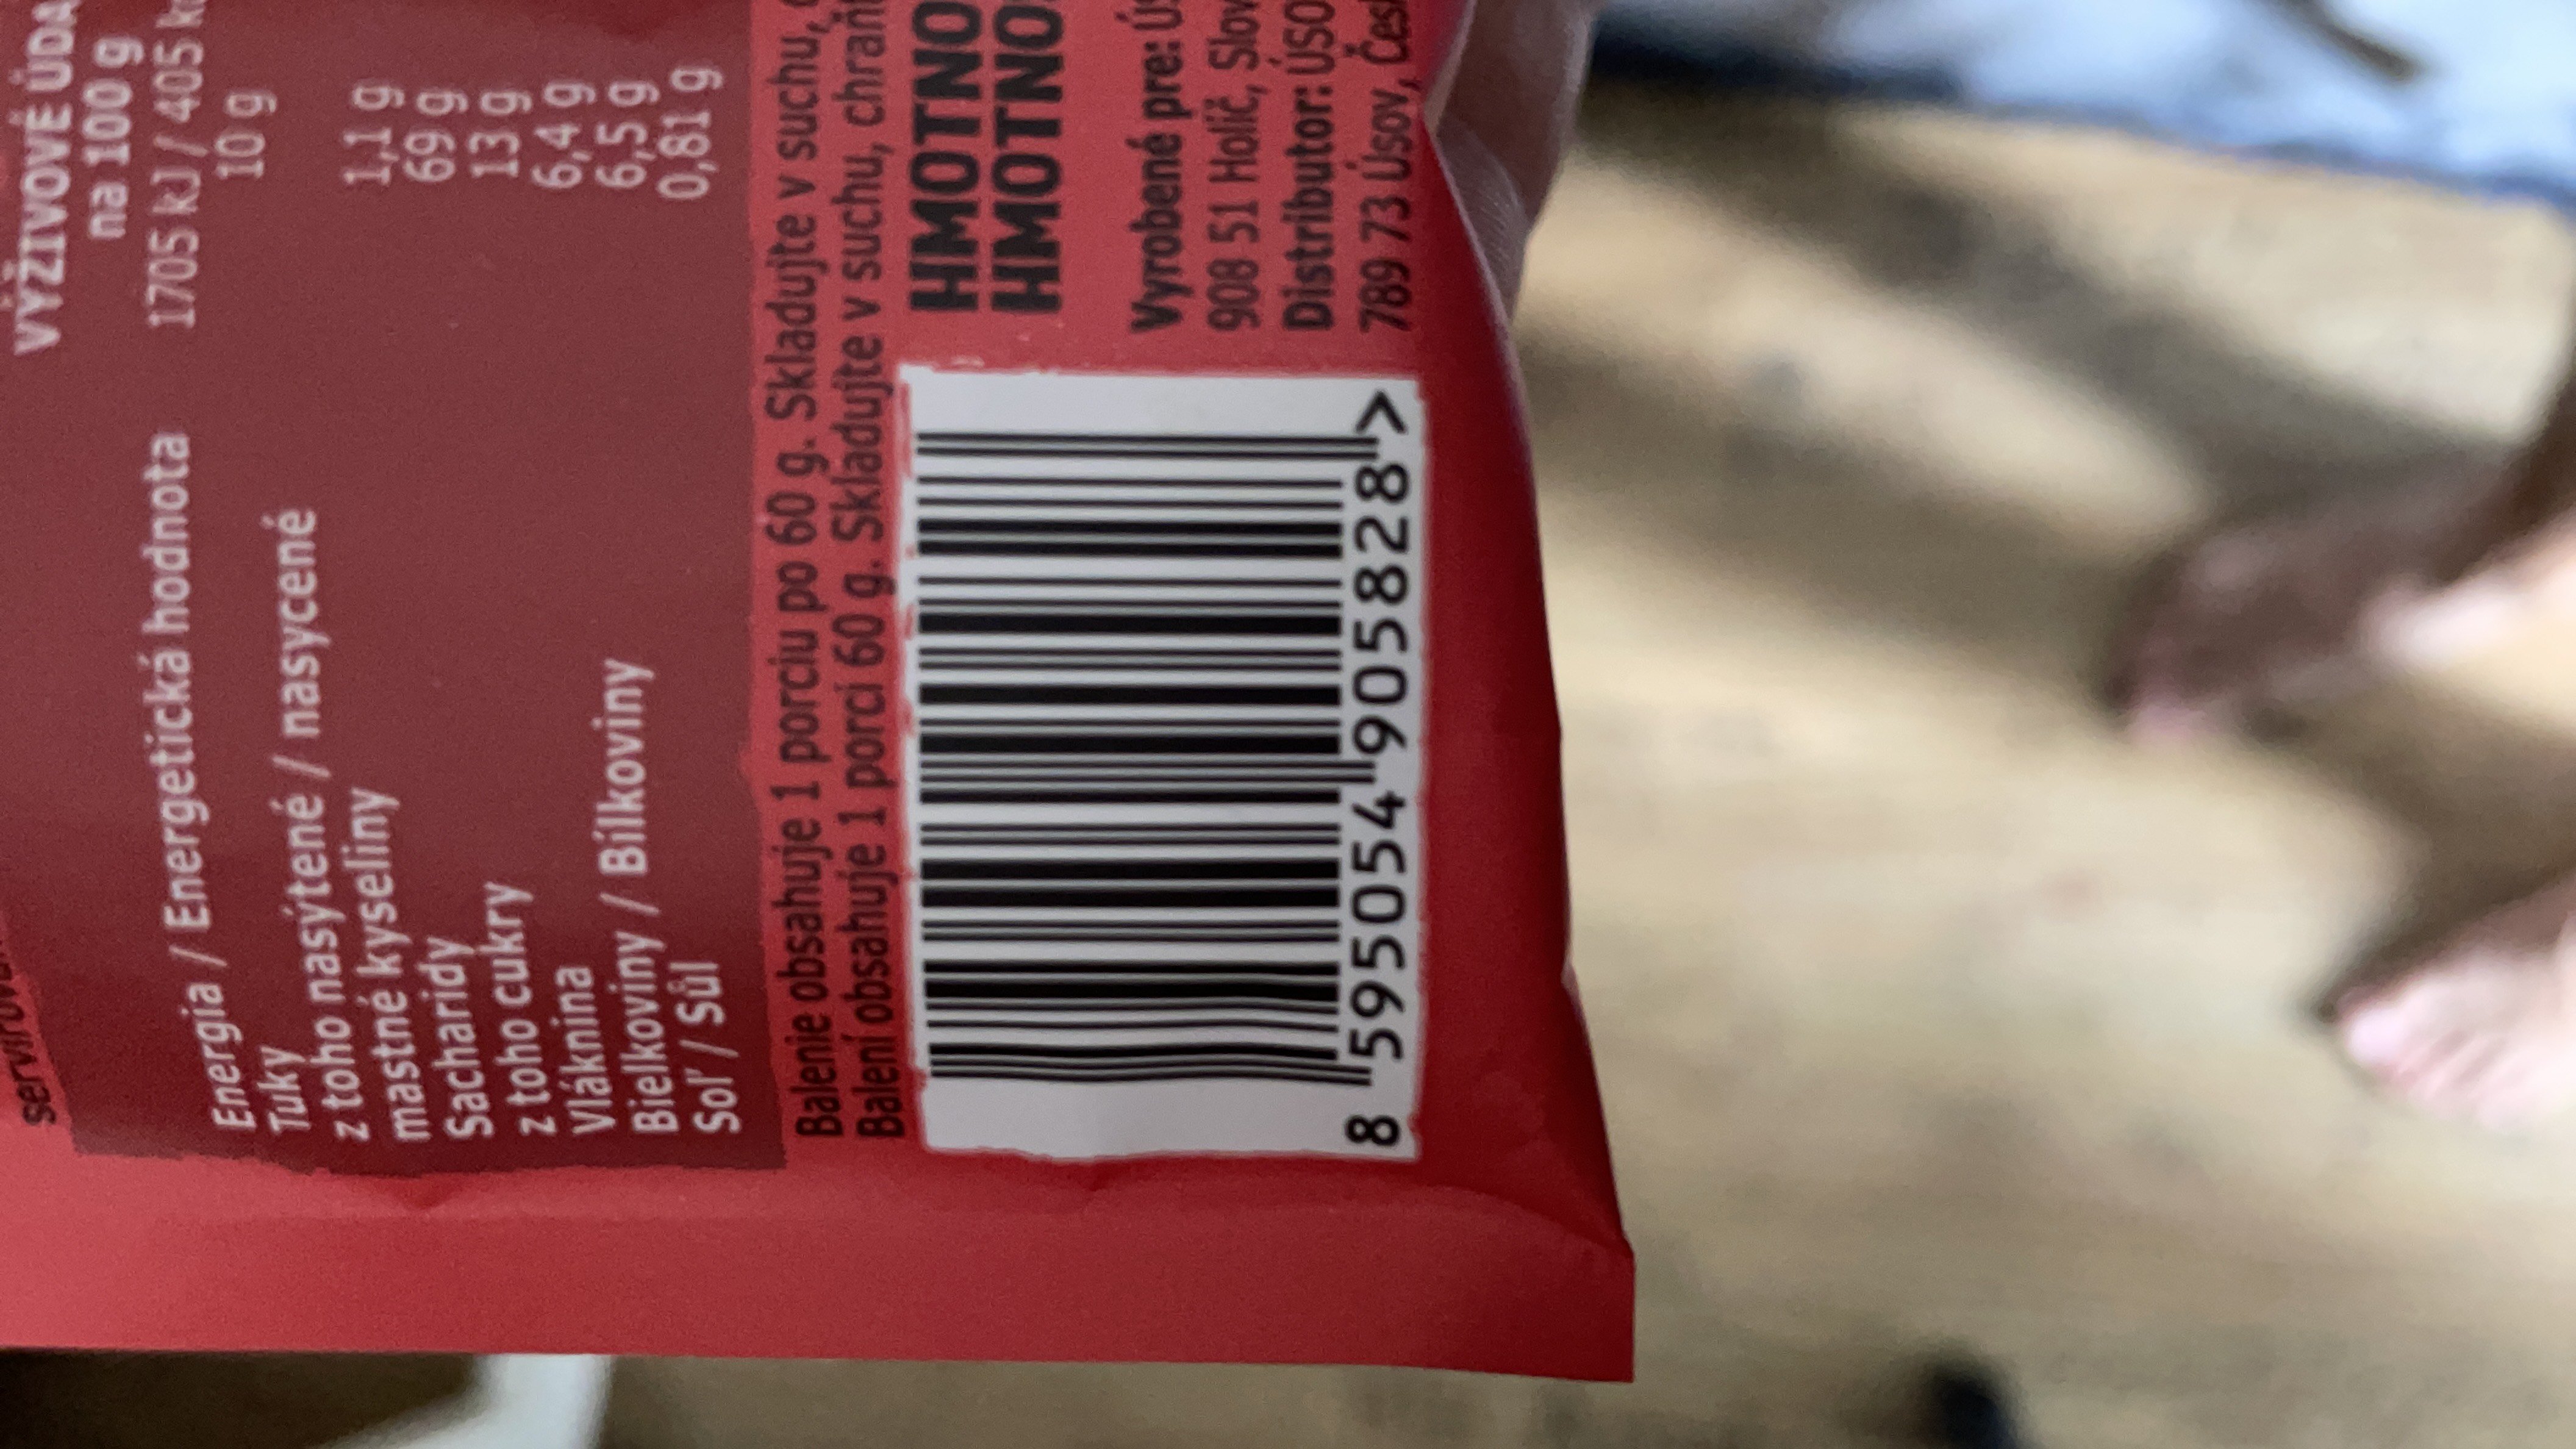 VÝŽIVOVÉ
na 100 g
Energia / Energetická hodnota 1705 kJ / 405
Tuky 10 g
z toho nasýtené / nasycené
mastné kyseliny 1,1 g
Sacharidy 69 g
z toho cukry 13 g
Vláknina 6,4 g
Bielkoviny / Bílkoviny 6,5 g
Soľ / Sůl 0,81 g
Balenie obsahuje 1 porciu po 60 g. Skladujte v suchu,
Balení obsahuje 1 porci 60 g. Skladujte v suchu,
HMOTNO
HMOTNO
Vyrobené pre:
908 51 Holíč,
Distributor:
789 73 Úsov,
8 595054 905828 >